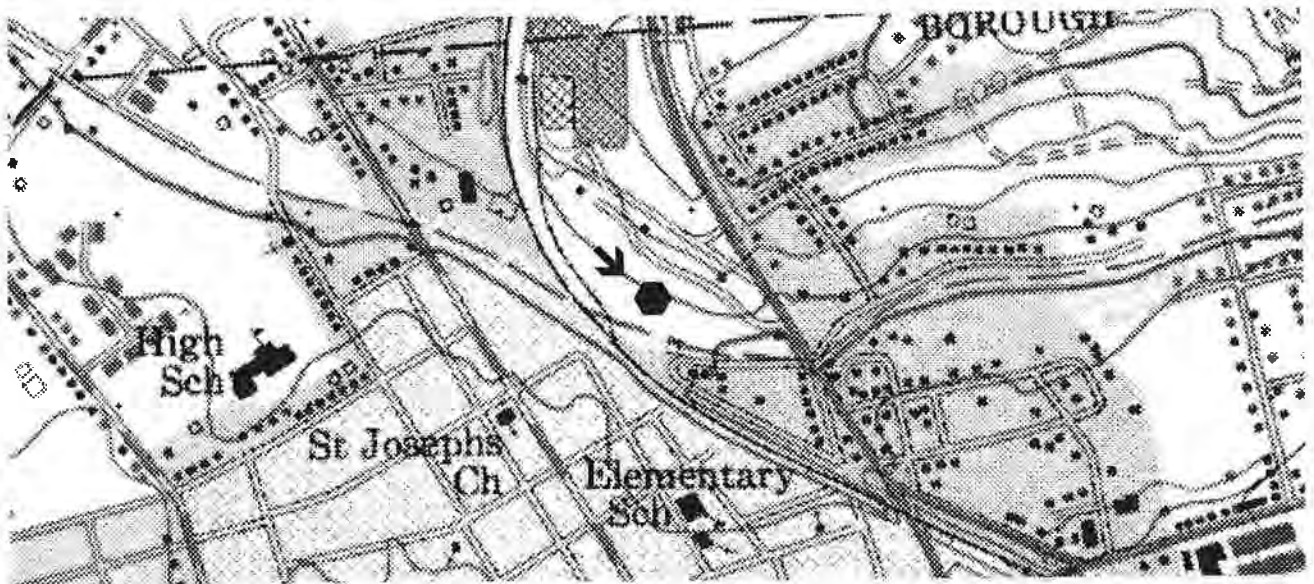 BOROUGH
High
Sch
St Josephs
Ch
Elementary
Sch